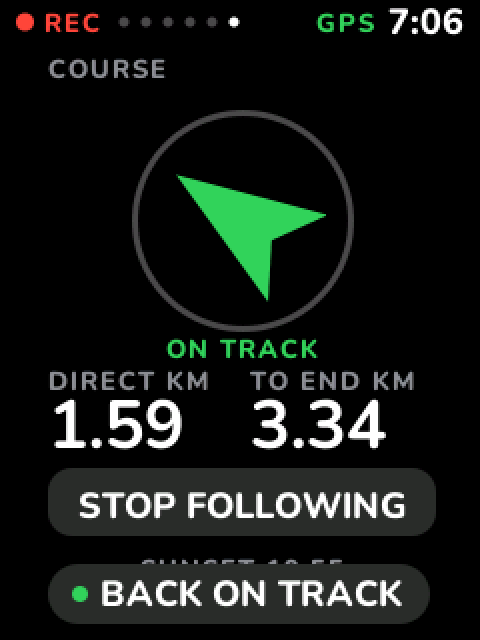 REC GPS 7:06
COURSE
ON TRACK
DIRECT KM TO END KM
1.59 3.34
STOP FOLLOWING
BACK ON TRACK